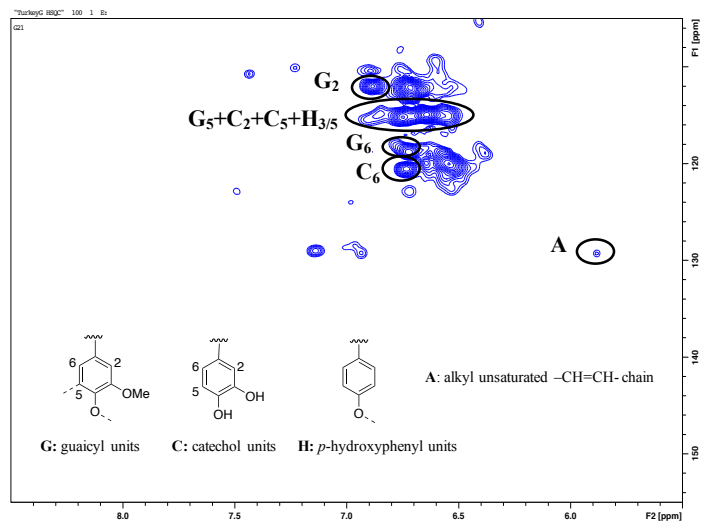 "TurkeyG HSQC" 100 1 E:
G21
F1 [ppm]
G2
G5+C2+C5+H3/5
G6
C6
A
120
130
140
150
6 2
5 OMe
O
6 2
5 OH
OH
O
A: alkyl unsaturated –CH=CH- chain
G: guaicyl units C: catechol units H: p-hydroxyphenyl units
8.0 7.5 7.0 6.5 6.0 F2 [ppm]